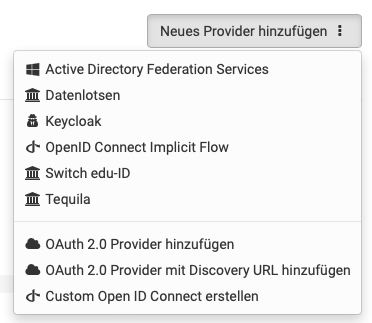 Neues Provider hinzufügen
Active Directory Federation Services
Datenlotsen
Keycloak
OpenID Connect Implicit Flow
Switch edu-ID
Tequila
OAuth 2.0 Provider hinzufügen
OAuth 2.0 Provider mit Discovery URL hinzufügen
Custom Open ID Connect erstellen